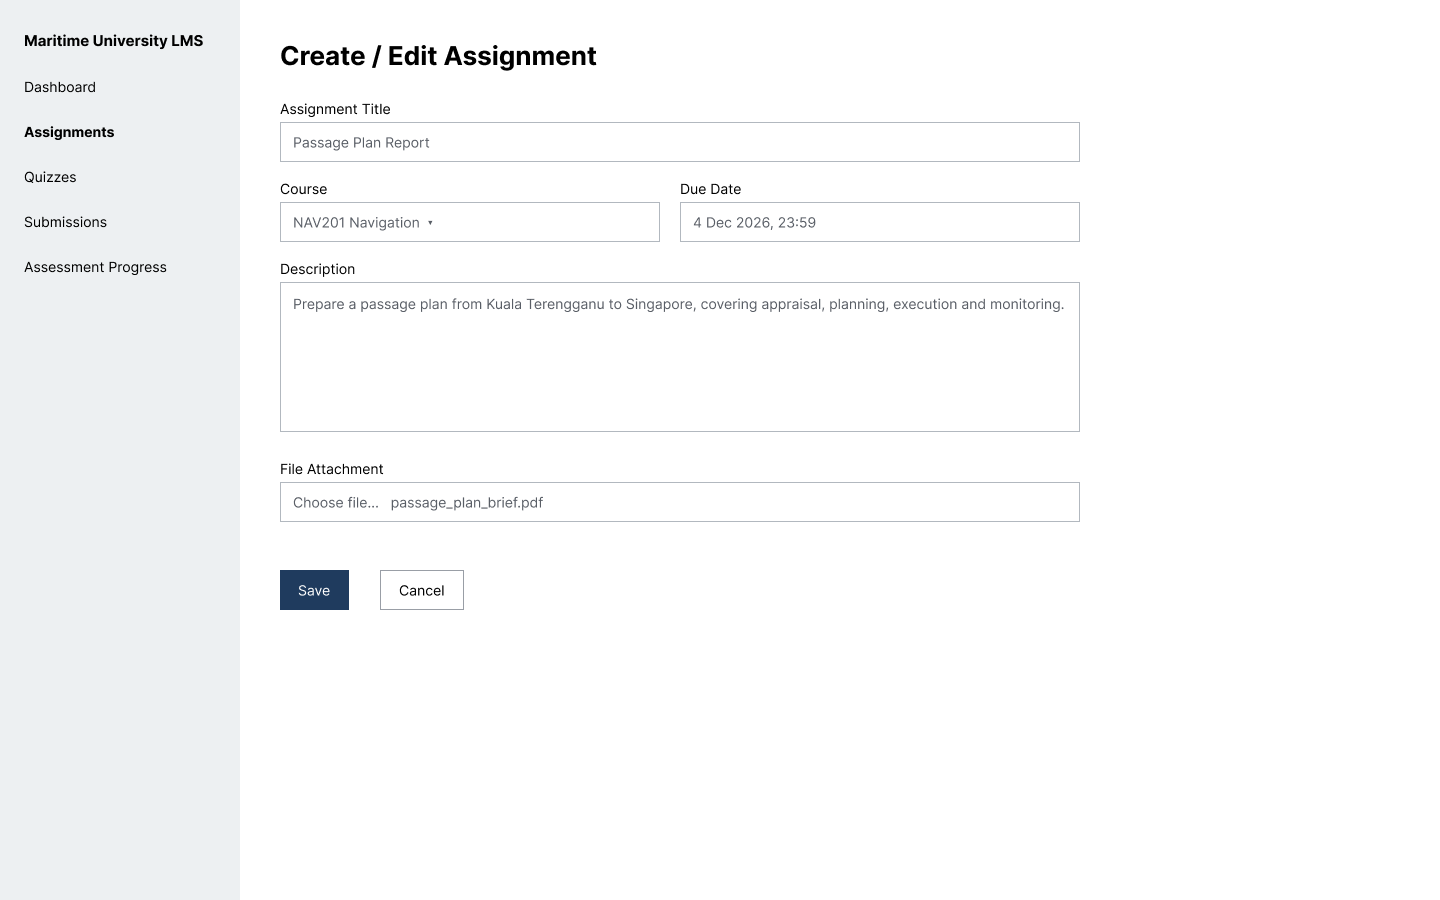 Maritime University LMS
Dashboard
Assignments
Quizzes
Submissions
Assessment Progress
Create / Edit Assignment
Assignment Title
Passage Plan Report
Course
NAV201 Navigation ▾
Due Date
4 Dec 2026, 23:59
Description
Prepare a passage plan from Kuala Terengganu to Singapore, covering appraisal, planning, execution and monitoring.
File Attachment
Choose file... passage_plan_brief.pdf
Save
Cancel